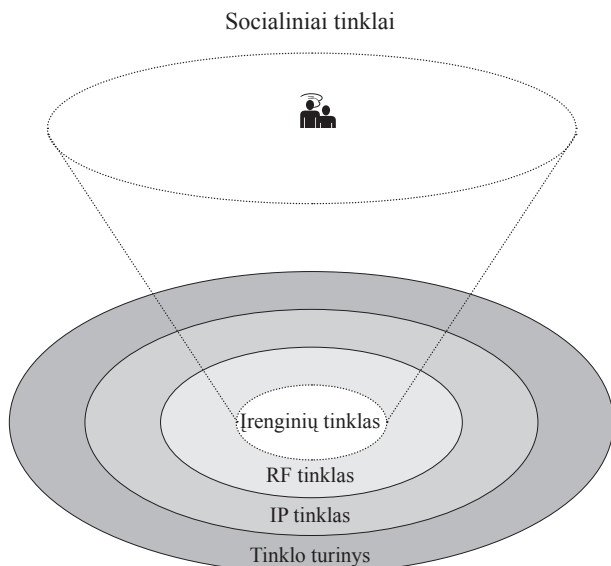 Socialiniai tinklai
Įrenginių tinklas
RF tinklas
IP tinklas
Tinklo turinys